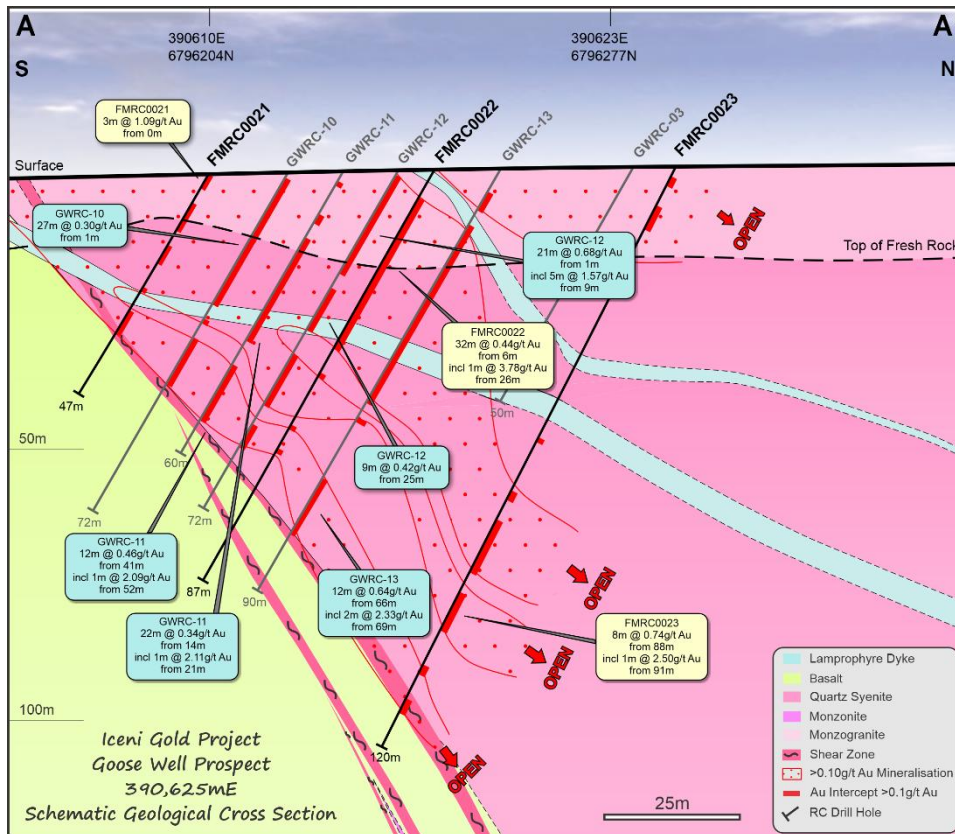 A
A
S
N
390610E
6796204N
390623E
6796277N
FMRC0021
3m @ 1.09g/t Au
from 0m
FMRC0021
GWRC-10
GWRC-11
GWRC-12
FMRC0022
GWRC-13
GWRC-03
FMRC0023
Surface
GWRC-10
27m @ 0.30g/t Au
from 1m
GWRC-12
21m @ 0.68g/t Au
from 1m
incl 5m @ 1.57g/t Au
from 9m
OPEN
Top of Fresh Rock
FMRC0022
32m @ 0.44g/t Au
from 6m
incl 1m @ 3.78g/t Au
from 26m
47m
50m
50m
60m
GWRC-12
9m @ 0.42g/t Au
from 25m
72m
72m
GWRC-11
12m @ 0.46g/t Au
from 41m
incl 1m @ 2.09g/t Au
from 52m
87m
90m
GWRC-13
12m @ 0.64g/t Au
from 66m
incl 2m @ 2.33g/t Au
from 69m
OPEN
GWRC-11
22m @ 0.34g/t Au
from 14m
incl 1m @ 2.11g/t Au
from 21m
FMRC0023
8m @ 0.74g/t Au
from 88m
incl 1m @ 2.50g/t Au
from 91m
OPEN
100m
120m
OPEN
Iceni Gold Project
Goose Well Prospect
390,625mE
Schematic Geological Cross Section
25m
Lamprophyre Dyke
Basalt
Quartz Syenite
Monzonite
Monzogranite
Shear Zone
>0.10g/t Au Mineralisation
Au Intercept >0.1g/t Au
RC Drill Hole